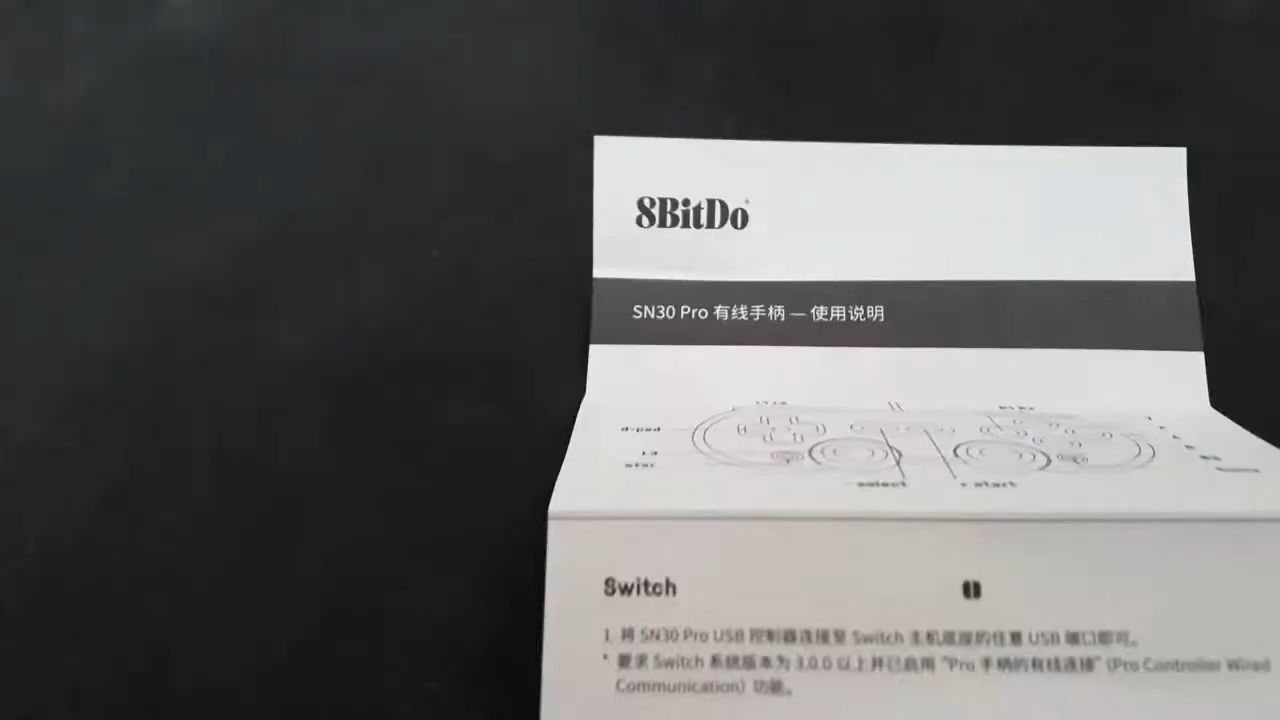 8BitDo
SN30 Pro 有线手柄 — 使用说明
d-pad
L3
star
select
start
Switch
1. 将 SN30 Pro USB 控制器连接至 Switch 主机底座的任意 USB 端口即可。
* 要求 Switch 系统版本为 3.0.0 以上并已启用 "Pro 手柄的有线连接" (Pro Controller Wired
Communication) 功能。